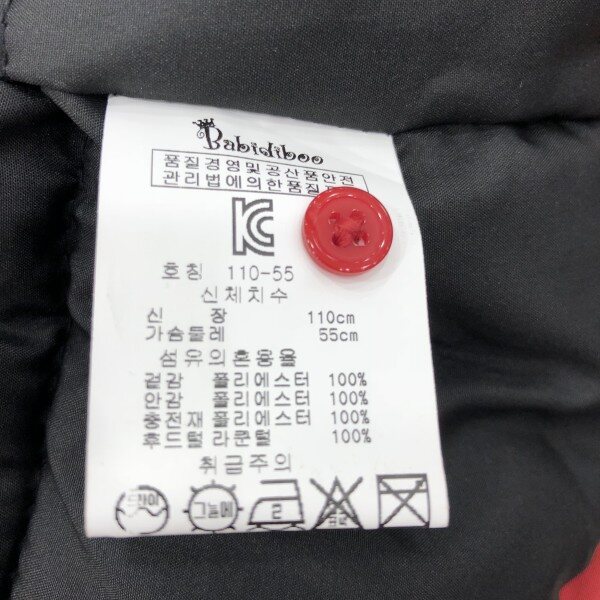 Babidiboo
품질경영및 공산품안전
관리법에의한품질
KC
호칭 110-55
신체치수
신 장 110cm
가슴둘레 55cm
섬유의혼용율
겉감 폴리에스터 100%
안감 폴리에스터 100%
충전재 폴리에스터 100%
후드털 라쿤털 100%
취급주의
그늘에
2